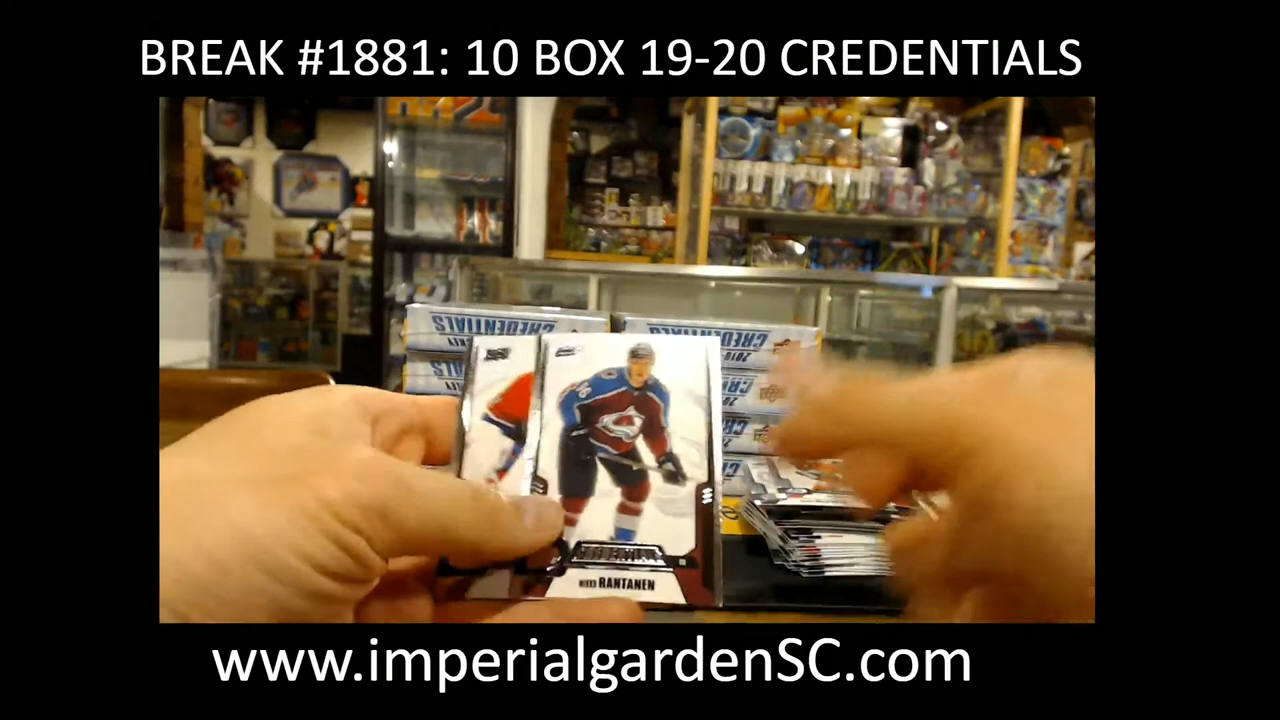 BREAK #1881: 10 BOX 19-20 CREDENTIALS
CREDENTIALS
CREDENTIALS
MIKKO RANTANEN
www.imperialgardenSC.com